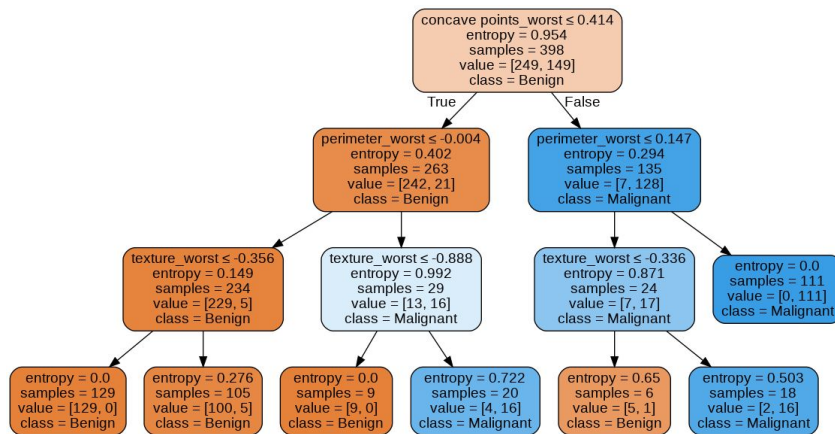 concave points_worst ≤ 0.414
entropy = 0.954
samples = 398
value = [249, 149]
class = Benign
True
False
perimeter_worst ≤ -0.004
entropy = 0.402
samples = 263
value = [242, 21]
class = Benign
perimeter_worst ≤ 0.147
entropy = 0.294
samples = 135
value = [7, 128]
class = Malignant
texture_worst ≤ -0.356
entropy = 0.149
samples = 234
value = [229, 5]
class = Benign
texture_worst ≤ -0.888
entropy = 0.992
samples = 29
value = [13, 16]
class = Malignant
texture_worst ≤ -0.336
entropy = 0.871
samples = 24
value = [7, 17]
class = Malignant
entropy = 0.0
samples = 111
value = [0, 111]
class = Malignant
entropy = 0.0
samples = 129
value = [129, 0]
class = Benign
entropy = 0.276
samples = 105
value = [100, 5]
class = Benign
entropy = 0.0
samples = 9
value = [9, 0]
class = Benign
entropy = 0.722
samples = 20
value = [4, 16]
class = Malignant
entropy = 0.65
samples = 6
value = [5, 1]
class = Benign
entropy = 0.503
samples = 18
value = [2, 16]
class = Malignant